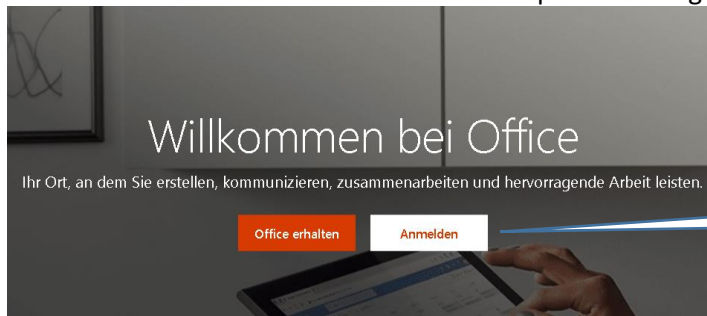 Willkommen bei Office
Ihr Ort, an dem Sie erstellen, kommunizieren, zusammenarbeiten und hervorragende Arbeit leisten.
Office erhalten
Anmelden